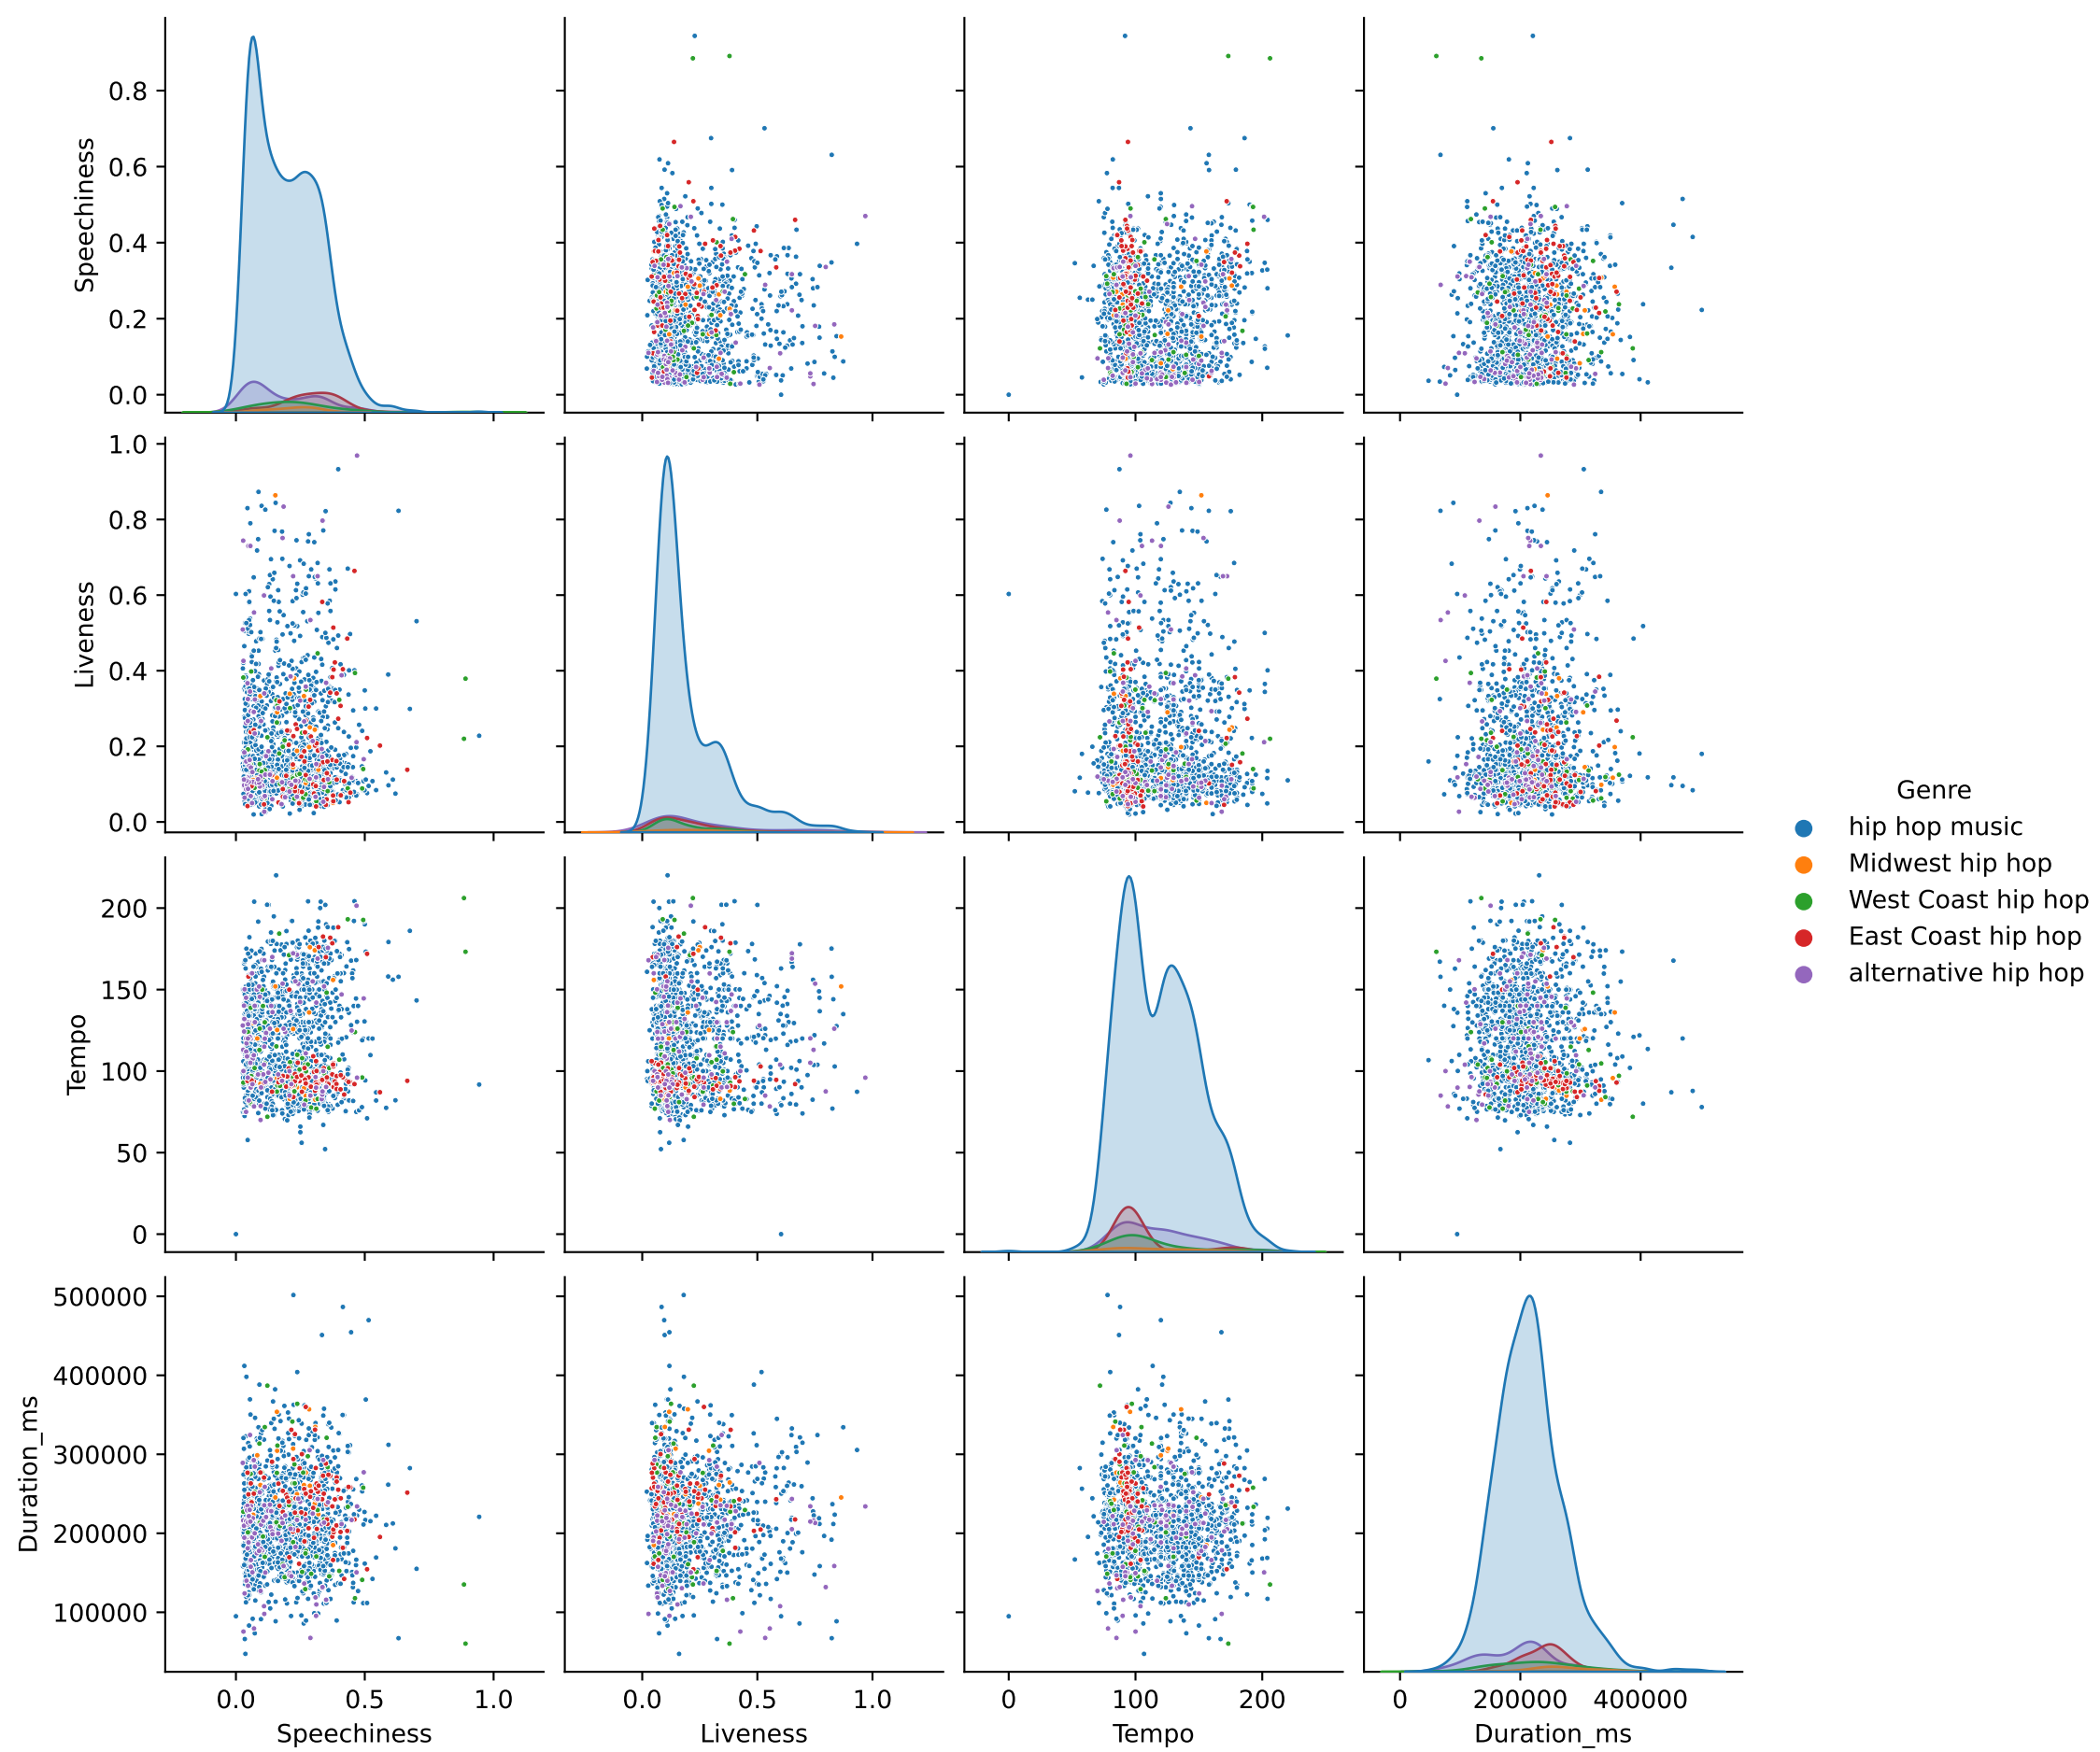 0.8
0.6
0.4
0.2
0.0
Speechiness
1.0
0.8
0.6
0.4
0.2
0.0
Liveness
200
150
100
50
0
Tempo
500000
400000
300000
200000
100000
Duration_ms
0.0 0.5 1.0
Speechiness
0.0 0.5 1.0
Liveness
0 100 200
Tempo
0 200000 400000
Duration_ms
Genre
hip hop music
Midwest hip hop
West Coast hip hop
East Coast hip hop
alternative hip hop